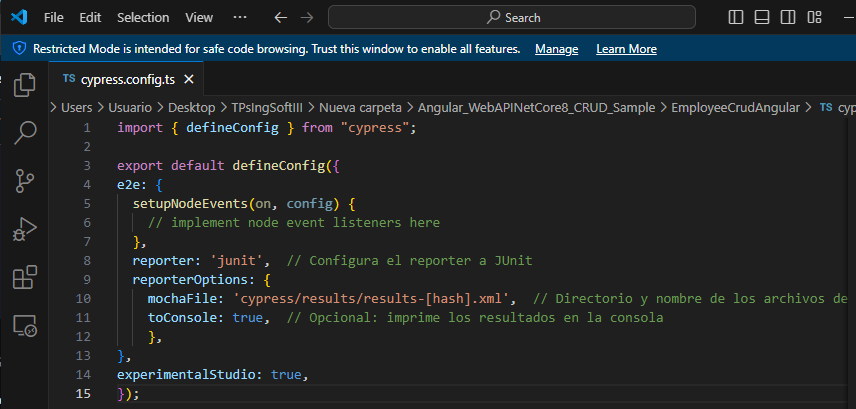 File Edit Selection View ··· Search
Restricted Mode is intended for safe code browsing. Trust this window to enable all features. Manage Learn More
TS cypress.config.ts
> Users > Usuario > Desktop > TPsIngSoftIII > Nueva carpeta > Angular_WebAPINetCore8_CRUD_Sample > EmployeeCrudAngular > TS cyp
1 import { defineConfig } from "cypress";
2
3 export default defineConfig({
4 e2e: {
5 setupNodeEvents(on, config) {
6 // implement node event listeners here
7 },
8 reporter: 'junit', // Configura el reporter a JUnit
9 reporterOptions: {
10 mochaFile: 'cypress/results/results-[hash].xml', // Directorio y nombre de los archivos de
11 toConsole: true, // Opcional: imprime los resultados en la consola
12 },
13 },
14 experimentalStudio: true,
15 });